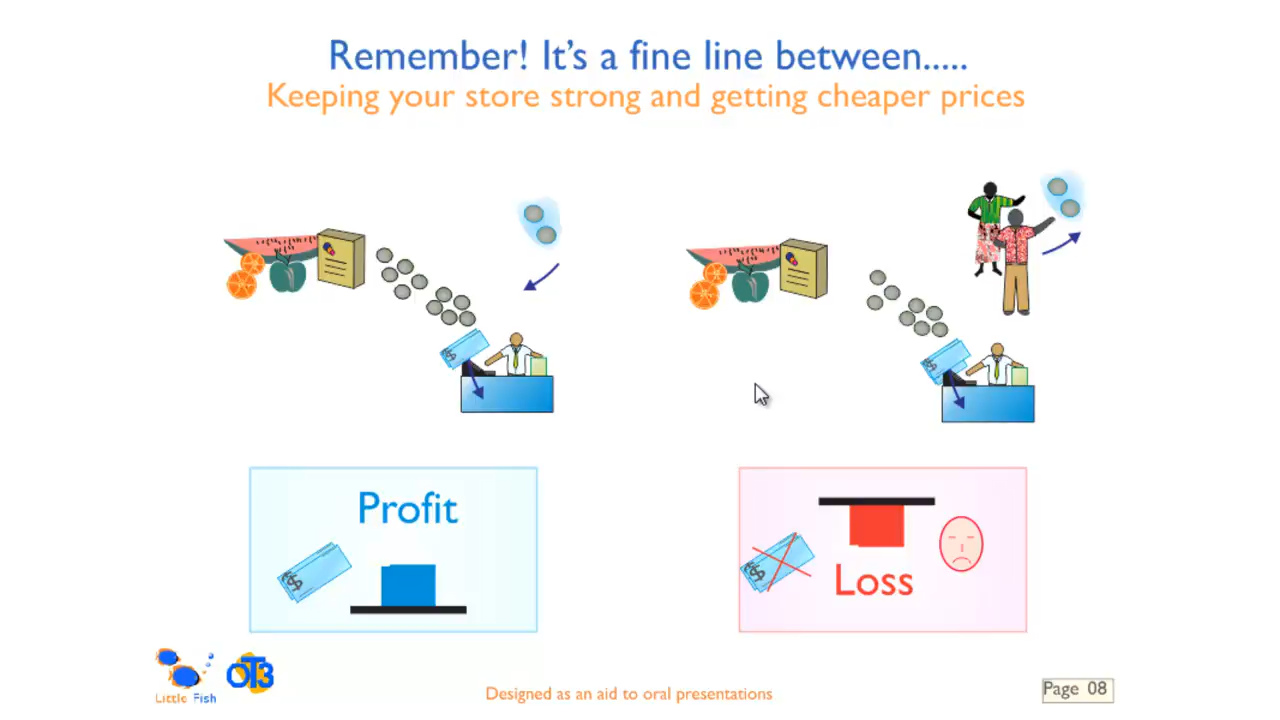 Remember! It's a fine line between.....
Keeping your store strong and getting cheaper prices
$
$
Profit
$
$
Loss
Little Fish
OT3
Designed as an aid to oral presentations
Page 08